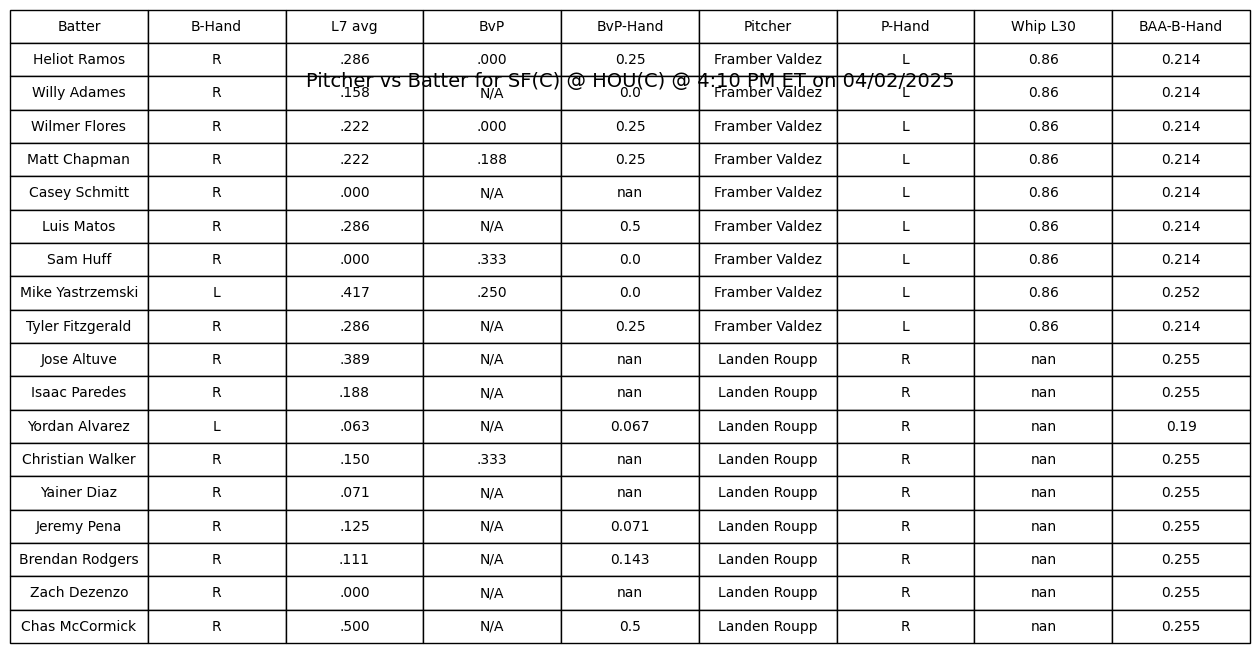 Batter B-Hand L7 avg BvP BvP-Hand Pitcher P-Hand Whip L30 BAA-B-Hand
Heliot Ramos R .286 .000 0.25 Framber Valdez L 0.86 0.214
Pitcher vs Batter for SF(C) @ HOU(C) @ 4:10 PM ET on 04/02/2025
Willy Adames R .158 N/A 0.0 Framber Valdez L 0.86 0.214
Wilmer Flores R .222 .000 0.25 Framber Valdez L 0.86 0.214
Matt Chapman R .222 .188 0.25 Framber Valdez L 0.86 0.214
Casey Schmitt R .000 N/A nan Framber Valdez L 0.86 0.214
Luis Matos R .286 N/A 0.5 Framber Valdez L 0.86 0.214
Sam Huff R .000 .333 0.0 Framber Valdez L 0.86 0.214
Mike Yastrzemski L .417 .250 0.0 Framber Valdez L 0.86 0.252
Tyler Fitzgerald R .286 N/A 0.25 Framber Valdez L 0.86 0.214
Jose Altuve R .389 N/A nan Landen Roupp R nan 0.255
Isaac Paredes R .188 N/A nan Landen Roupp R nan 0.255
Yordan Alvarez L .063 N/A 0.067 Landen Roupp R nan 0.19
Christian Walker R .150 .333 nan Landen Roupp R nan 0.255
Yainer Diaz R .071 N/A nan Landen Roupp R nan 0.255
Jeremy Pena R .125 N/A 0.071 Landen Roupp R nan 0.255
Brendan Rodgers R .111 N/A 0.143 Landen Roupp R nan 0.255
Zach Dezenzo R .000 N/A nan Landen Roupp R nan 0.255
Chas McCormick R .500 N/A 0.5 Landen Roupp R nan 0.255